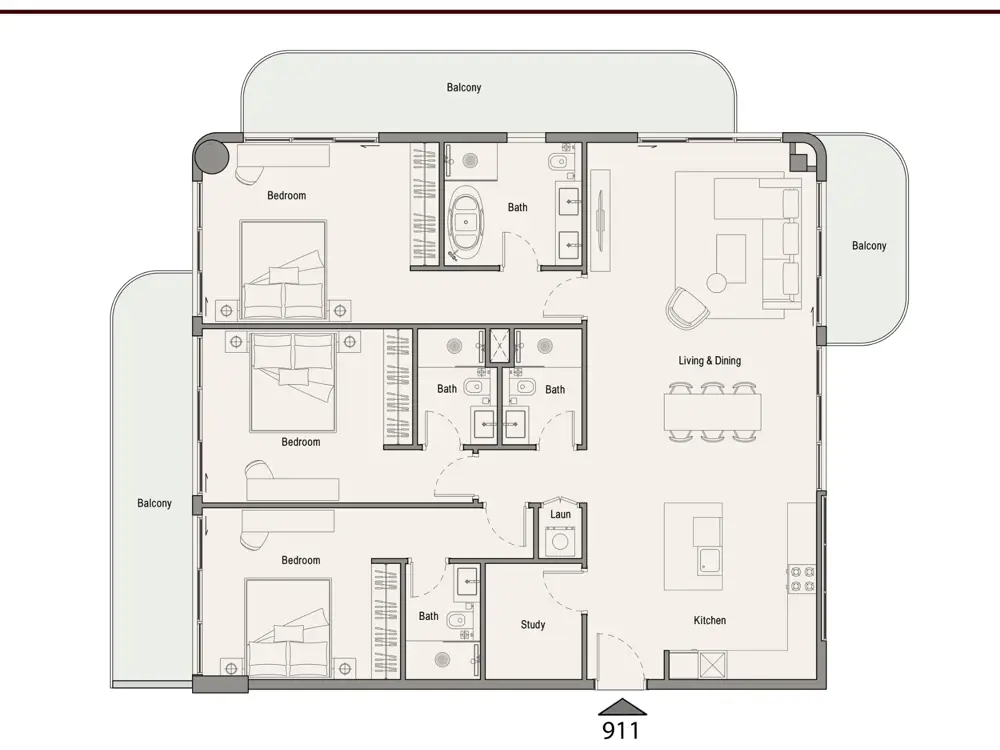 Balcony
Bedroom
Bath
Balcony
Living & Dining
Bath
Bath
Bedroom
Balcony
Laun
Bedroom
Bath
Study
Kitchen
911